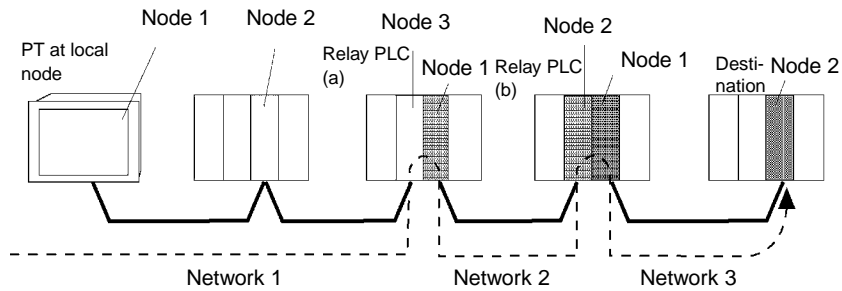 Node 1
Node 2
Node 3
Node 2
PT at local
node
Relay PLC
(a)
Node 1
Relay PLC
(b)
Node 1
Desti-
nation
Node 2
Network 1
Network 2
Network 3